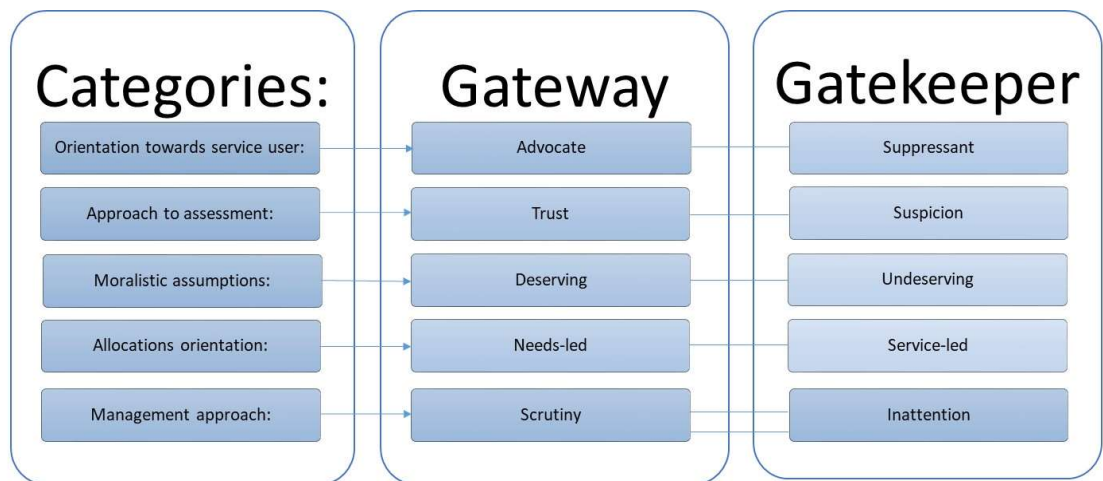 Categories:
Gateway
Gatekeeper
Orientation towards service user:
Advocate
Suppressant
Approach to assessment:
Trust
Suspicion
Moralistic assumptions:
Deserving
Undeserving
Allocations orientation:
Needs-led
Service-led
Management approach:
Scrutiny
Inattention